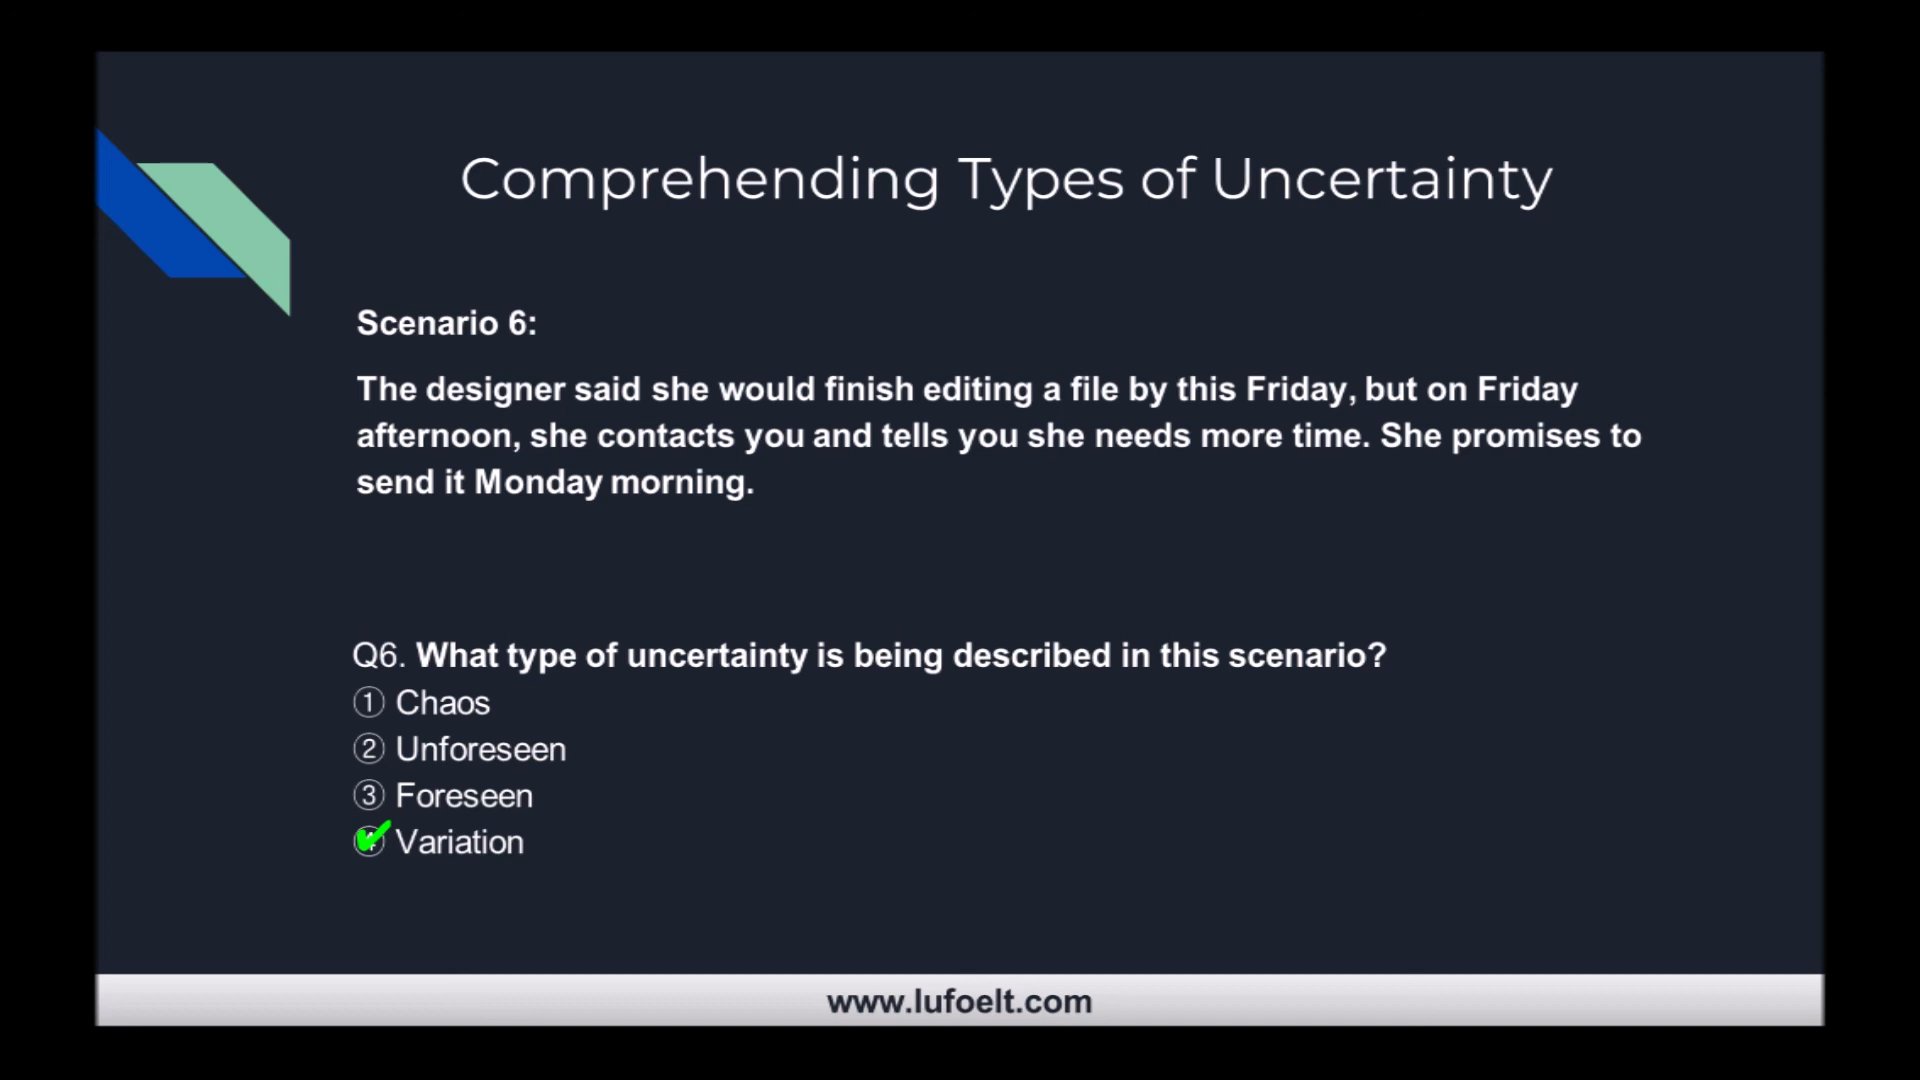 Comprehending Types of Uncertainty
Scenario 6:
The designer said she would finish editing a file by this Friday, but on Friday
afternoon, she contacts you and tells you she needs more time. She promises to
send it Monday morning.
Q6. What type of uncertainty is being described in this scenario?
① Chaos
② Unforeseen
③ Foreseen
④ Variation
www.lufoelt.com